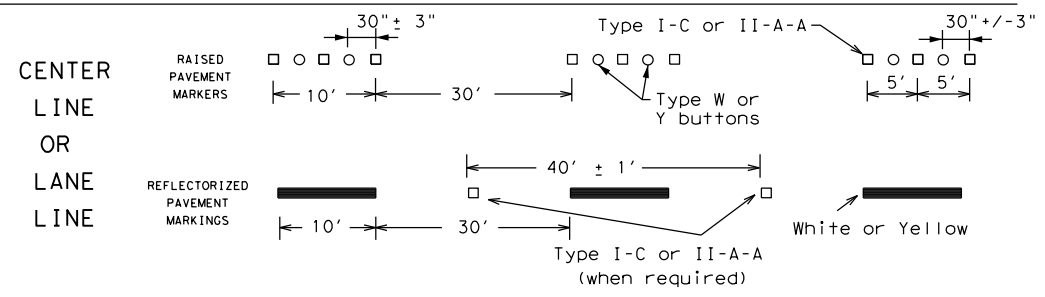 CENTER
LINE
OR
LANE
LINE
RAISED
PAVEMENT
MARKERS
30"± 3"
Type I-C or II-A-A
30"+/-3"
10'
30'
Type W or
Y buttons
5'
5'
REFLECTORIZED
PAVEMENT
MARKINGS
40' ± 1'
10'
30'
Type I-C or II-A-A
(when required)
White or Yellow